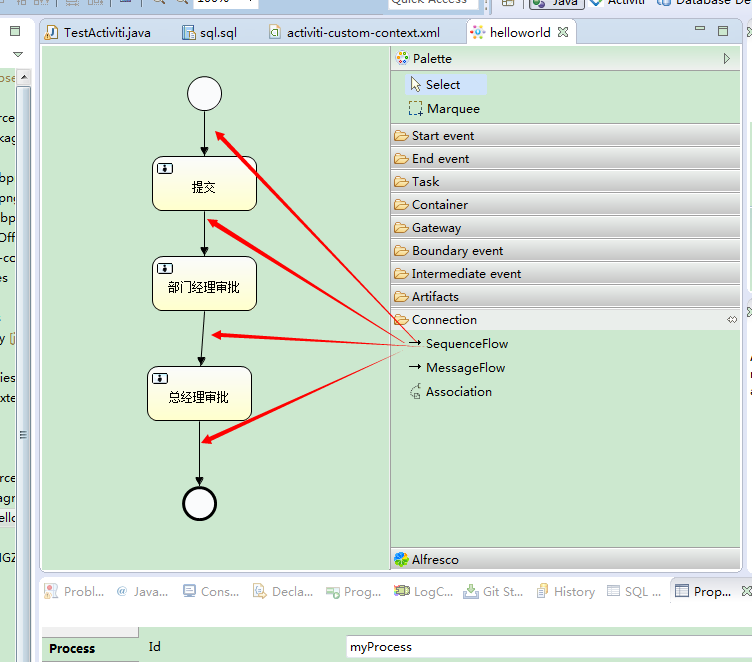 100%
Quick Access
Java
Activiti
Database De
TestActiviti.java
sql.sql
activiti-custom-context.xml
helloworld
Palette
Select
Marquee
Start event
End event
Task
Container
Gateway
Boundary event
Intermediate event
Artifacts
Connection
SequenceFlow
MessageFlow
Association
Alfresco
提交
部门经理审批
总经理审批
Probl...
Java...
Cons...
Decla...
Prog...
LogC...
Git St...
History
SQL ...
Prop...
Process
Id
myProcess